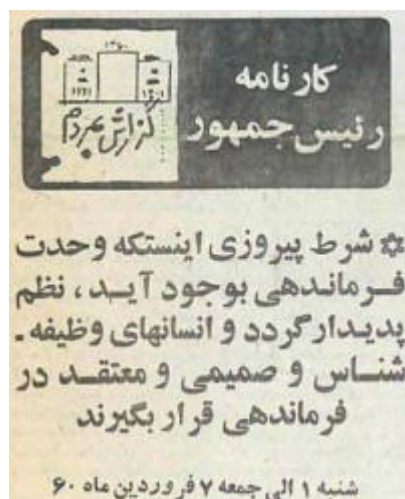 کارنامه
رئیس جمهور
۱۳۶۰
گزارش به مردم
✡ شرط پیروزی اینستکه وحدت
فرماندهی بوجود آید، نظم
پدیدار گردد و انسانهای وظیفه ـ
شناس و صمیمی و معتقد در
فرماندهی قرار بگیرند
شنبه ۱ الی جمعه ۷ فروردین ماه ۶۰